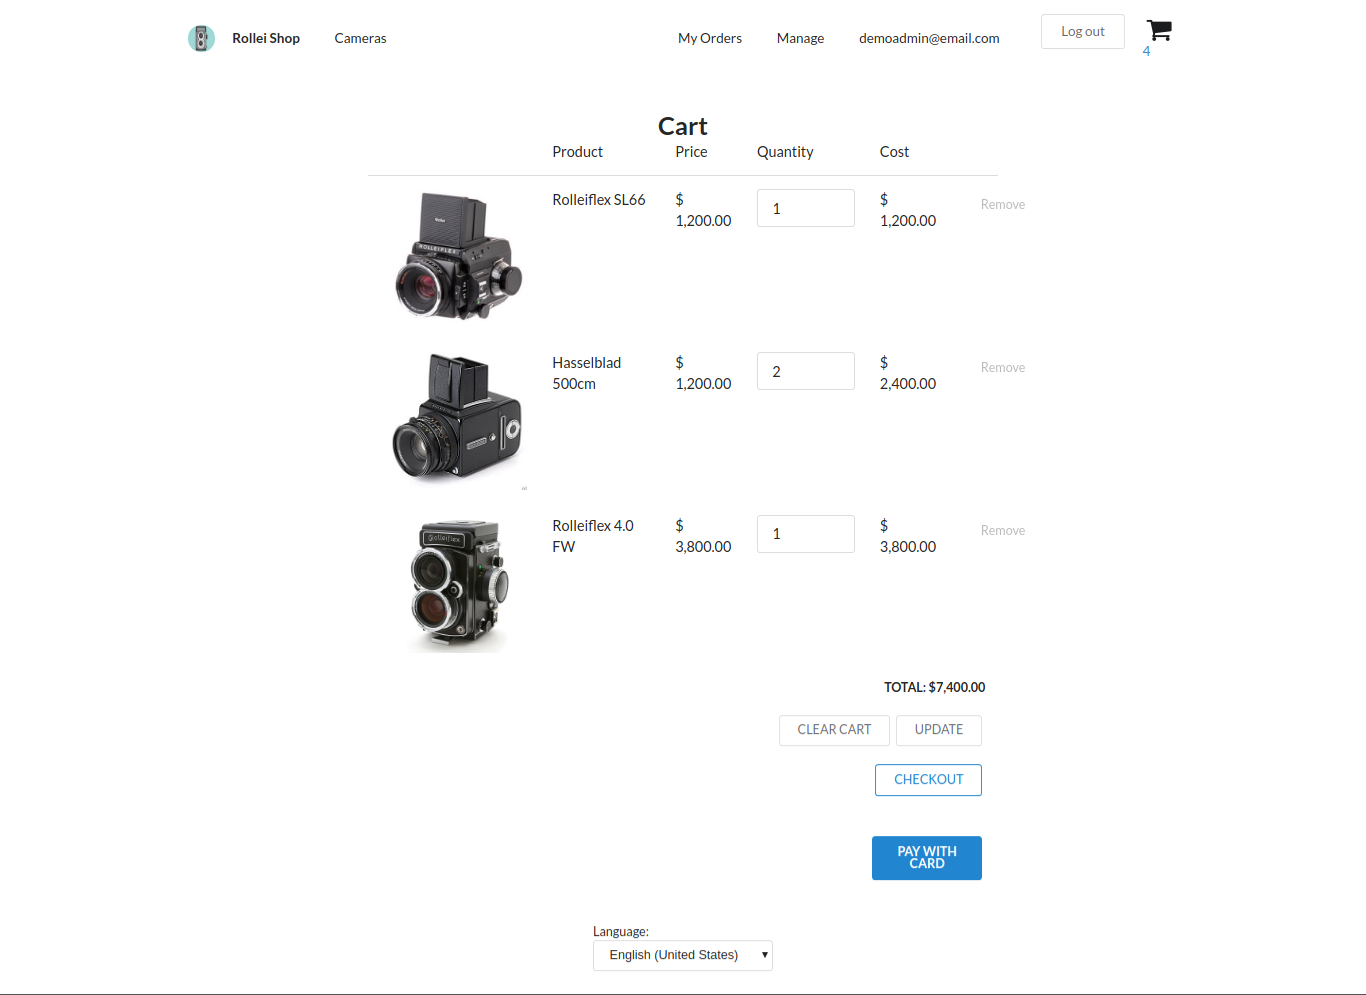 Rollei Shop
Cameras
My Orders
Manage
demoadmin@email.com
Log out
4
Cart
Product Price Quantity Cost
Rolleiflex SL66
$
1,200.00
1
$
1,200.00
Remove
ROLLEIFLEX
Hasselblad
500cm
$
1,200.00
2
$
2,400.00
Remove
Rolleiflex 4.0
FW
$
3,800.00
1
$
3,800.00
Remove
Rolleiflex
TOTAL: $7,400.00
CLEAR CART
UPDATE
CHECKOUT
PAY WITH
CARD
Language:
English (United States)